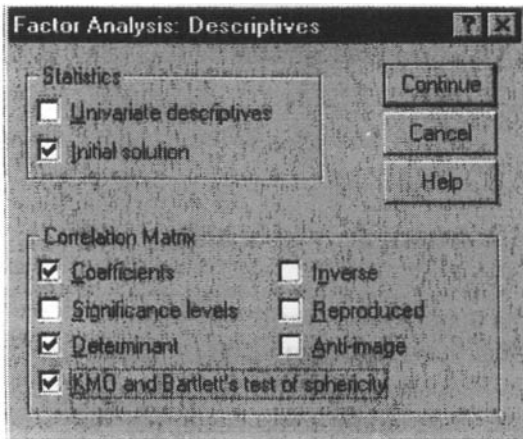 Factor Analysis: Descriptives
Statistics
Univariate descriptives
Initial solution
Continue
Cancel
Help
Correlation Matrix
Coefficients
Inverse
Significance levels
Reproduced
Determinant
Anti-image
KMO and Bartlett's test of sphericity